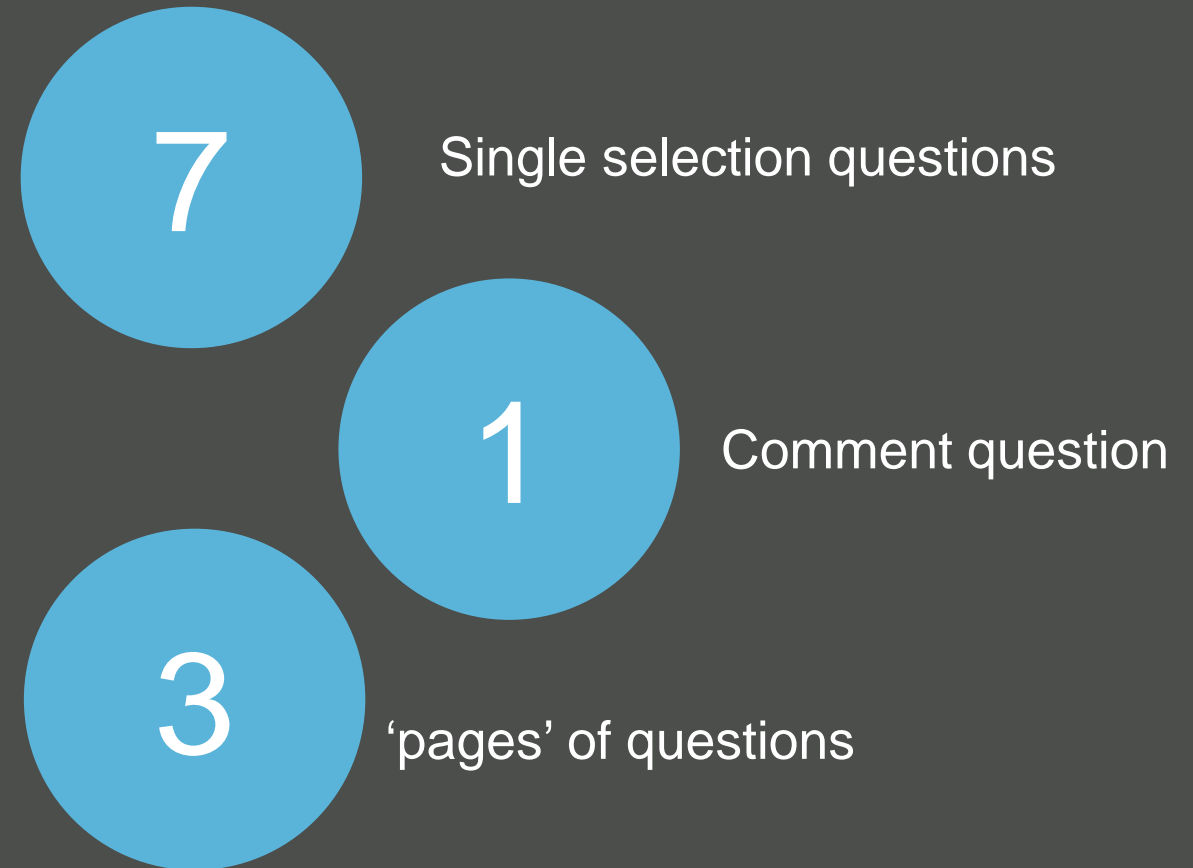 7
Single selection questions
1
Comment question
3
‘pages’ of questions